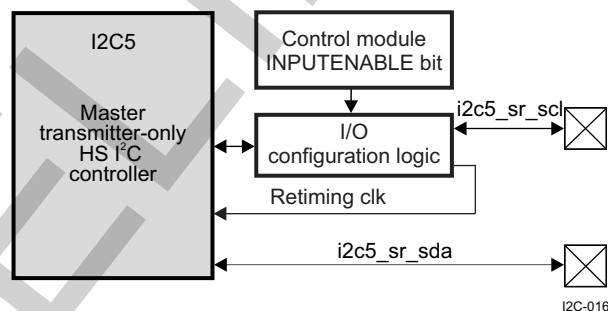 I2C5
Master
transmitter-only
HS I²C
controller
Control module
INPUTENABLE bit
I/O
configuration logic
Retiming clk
i2c5_sr_scl
i2c5_sr_sda
I2C-016